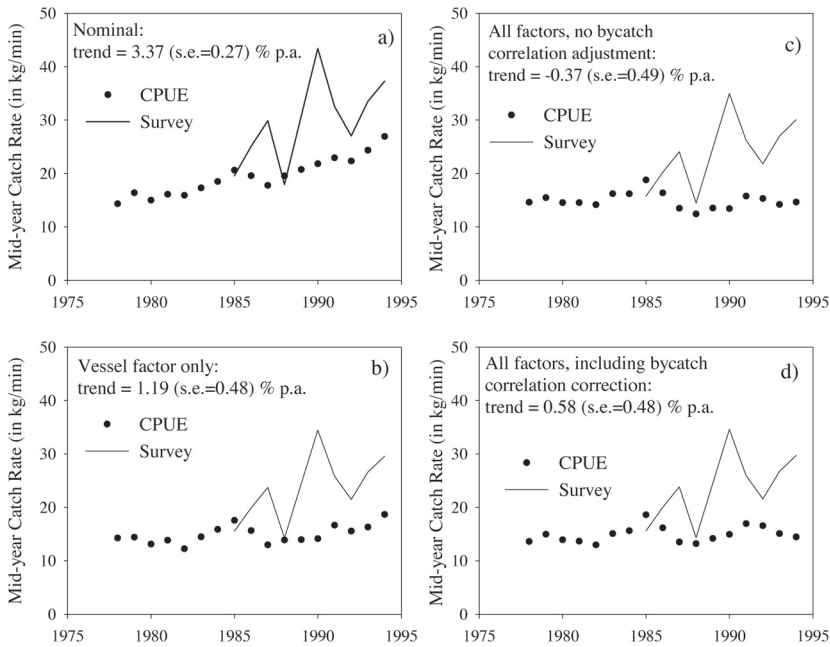 50
40
30
20
10
0
Mid-year Catch Rate (in kg/min)
Nominal:
trend = 3.37 (s.e.=0.27) % p.a.
a)
CPUE
Survey
1975 1980 1985 1990 1995
50
40
30
20
10
0
Mid-year Catch Rate (in kg/min)
All factors, no bycatch
correlation adjustment:
trend = -0.37 (s.e.=0.49) % p.a.
c)
CPUE
Survey
1975 1980 1985 1990 1995
50
40
30
20
10
0
Mid-year Catch Rate (in kg/min)
Vessel factor only:
trend = 1.19 (s.e.=0.48) % p.a.
b)
CPUE
Survey
1975 1980 1985 1990 1995
50
40
30
20
10
0
Mid-year Catch Rate (in kg/min)
All factors, including bycatch
correlation correction:
trend = 0.58 (s.e.=0.48) % p.a.
d)
CPUE
Survey
1975 1980 1985 1990 1995